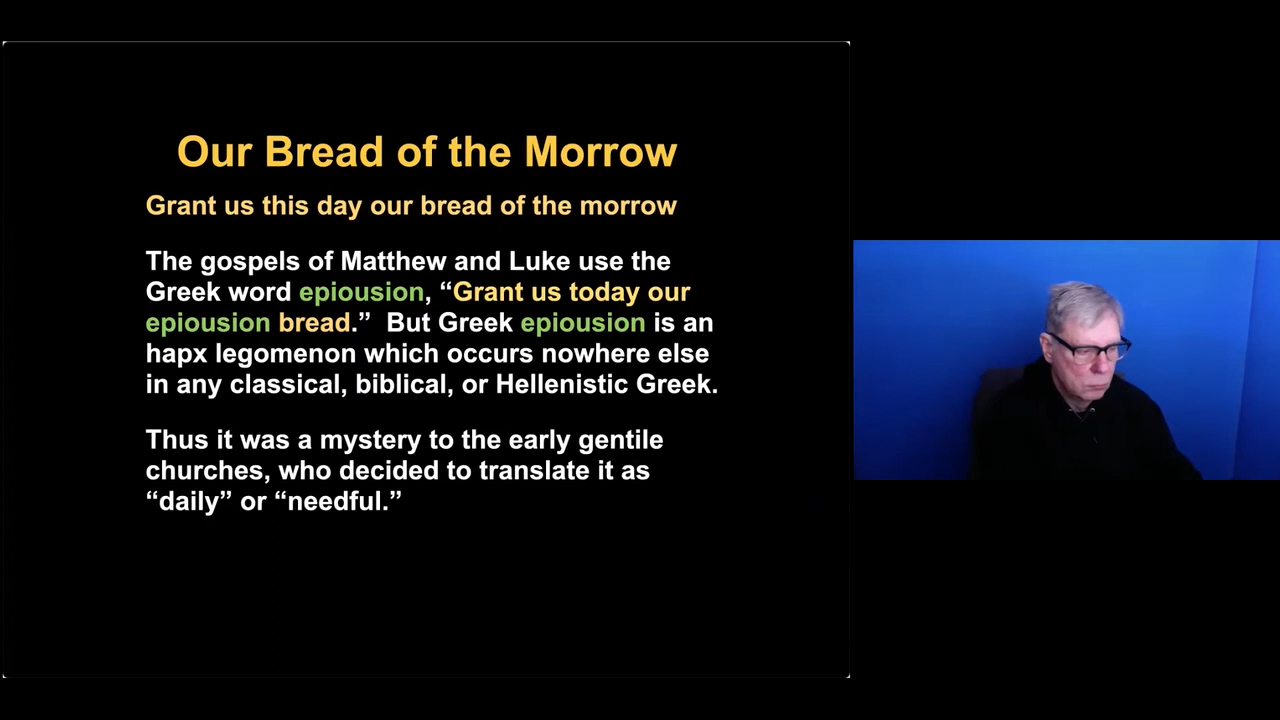 Our Bread of the Morrow
Grant us this day our bread of the morrow
The gospels of Matthew and Luke use the
Greek word epiousion, “Grant us today our
epiousion bread.”  But Greek epiousion is an
hapx legomenon which occurs nowhere else
in any classical, biblical, or Hellenistic Greek.
Thus it was a mystery to the early gentile
churches, who decided to translate it as
“daily” or “needful.”